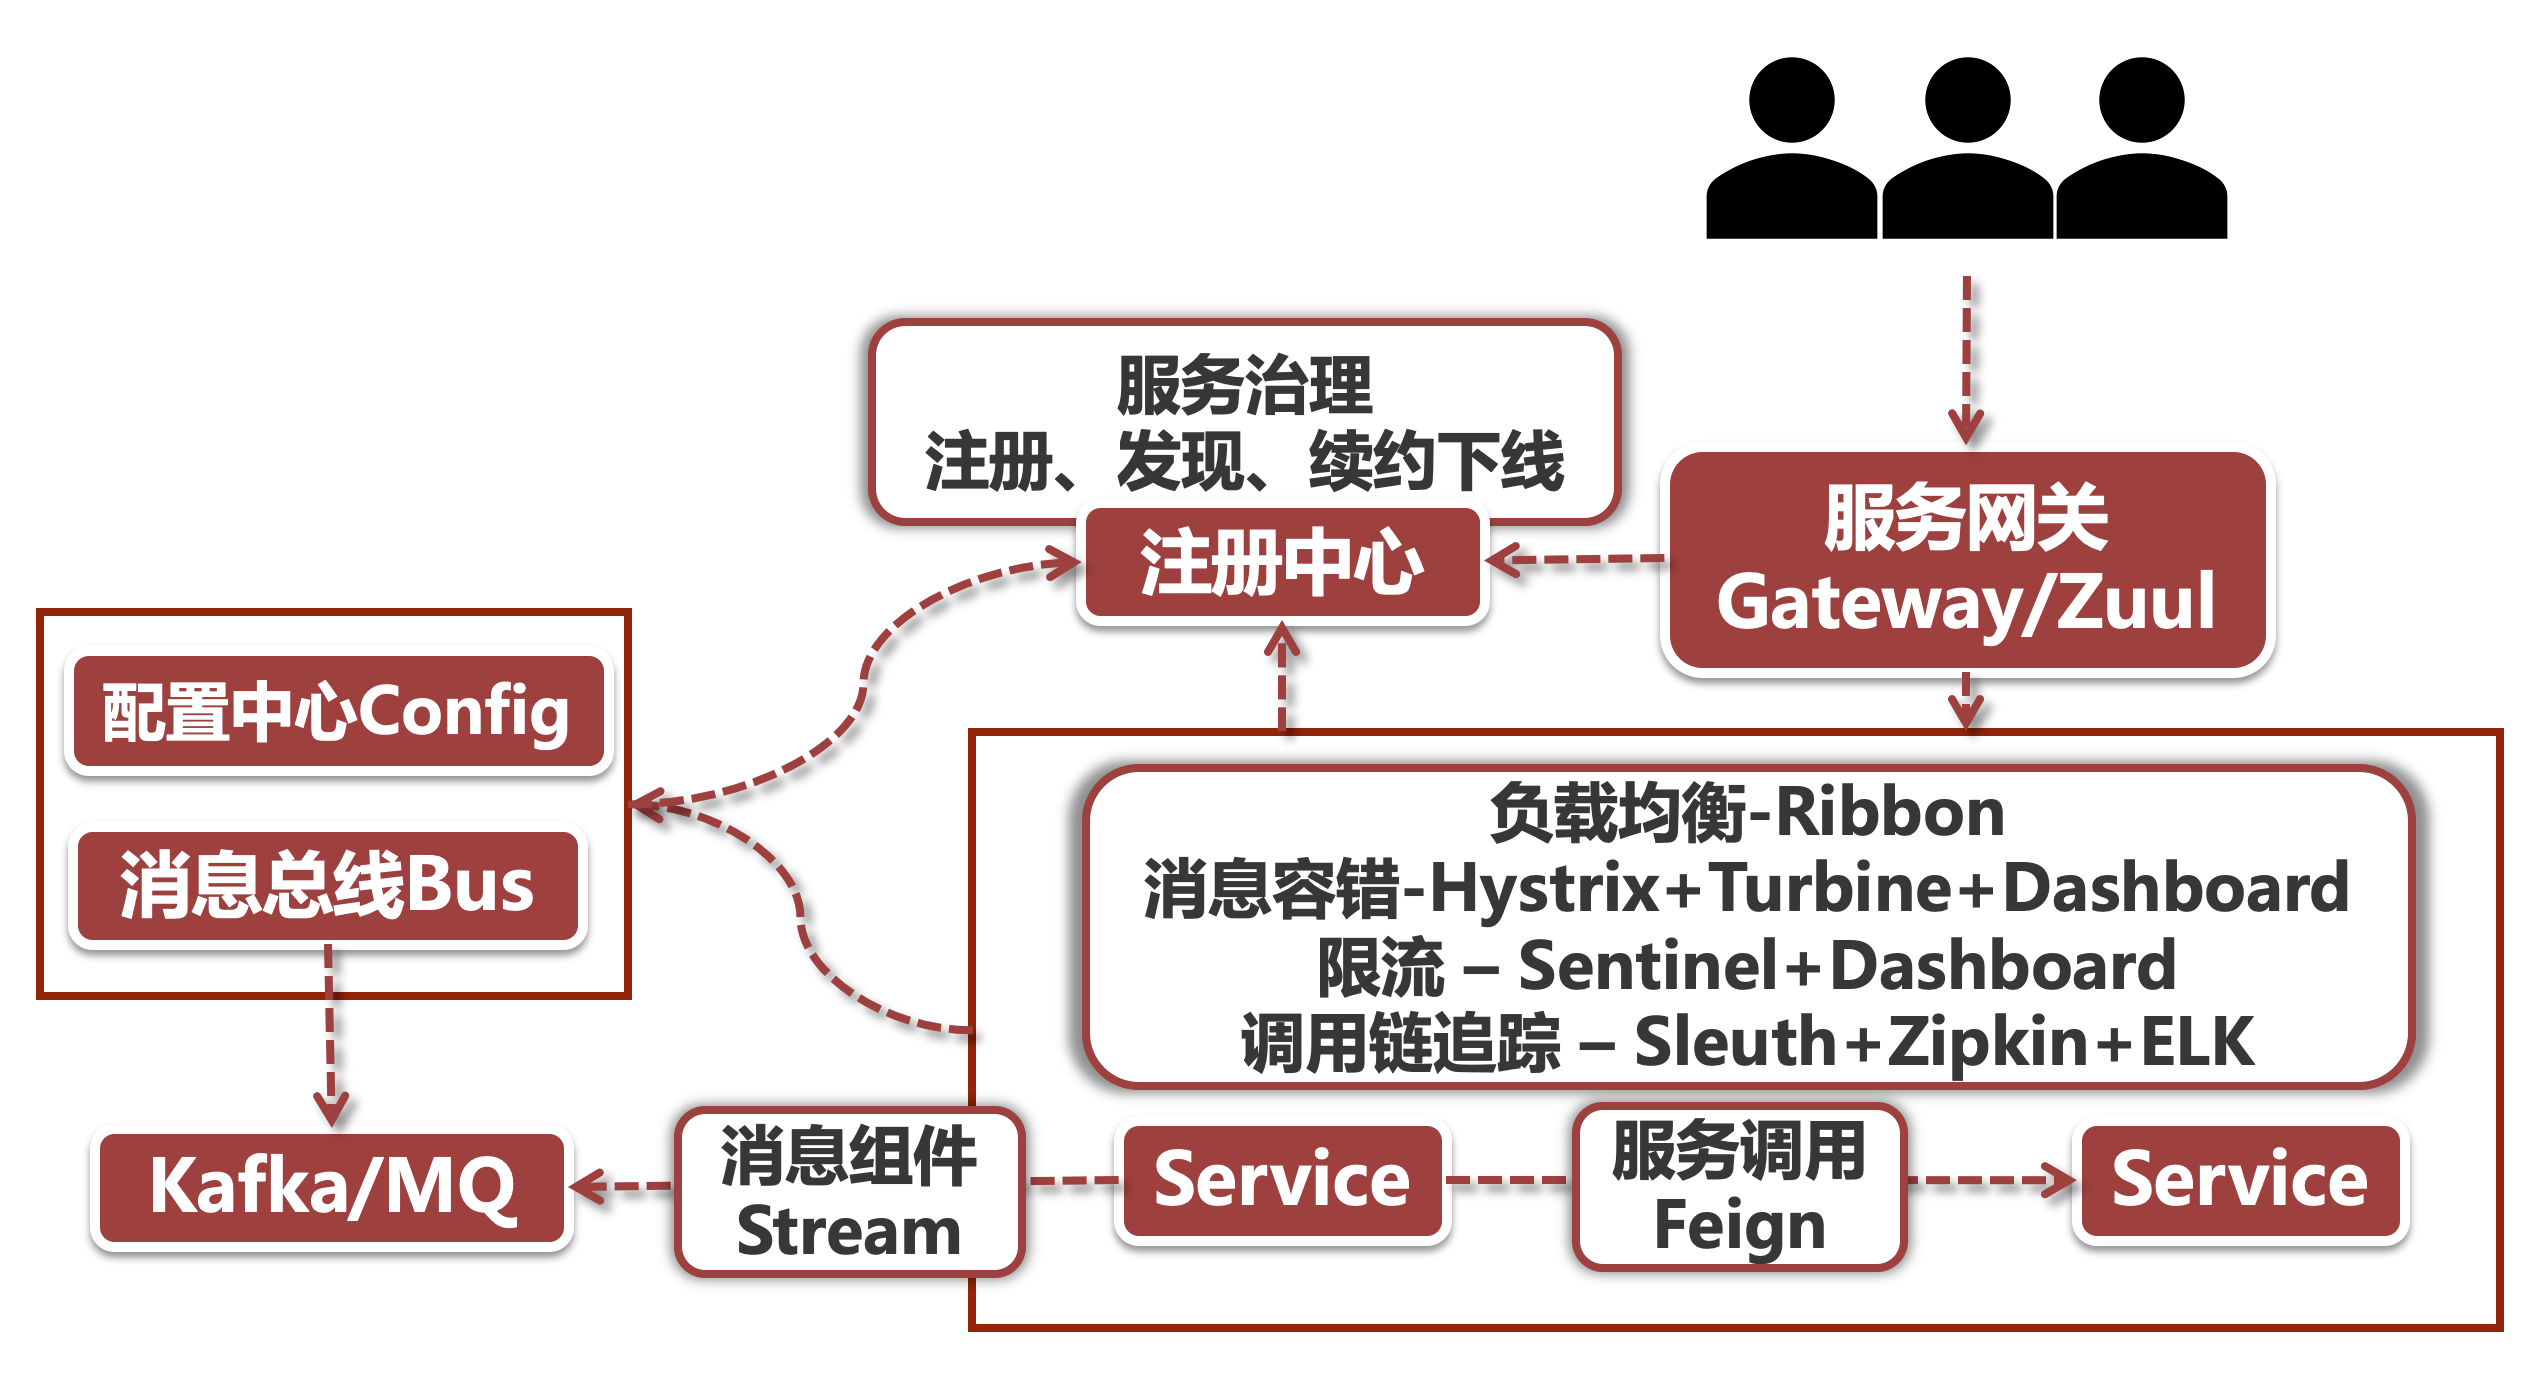 服务治理
注册、发现、续约下线
注册中心
服务网关
Gateway/Zuul
配置中心Config
消息总线Bus
负载均衡-Ribbon
消息容错-Hystrix+Turbine+Dashboard
限流 – Sentinel+Dashboard
调用链追踪 – Sleuth+Zipkin+ELK
Kafka/MQ
消息组件
Stream
Service
服务调用
Feign
Service